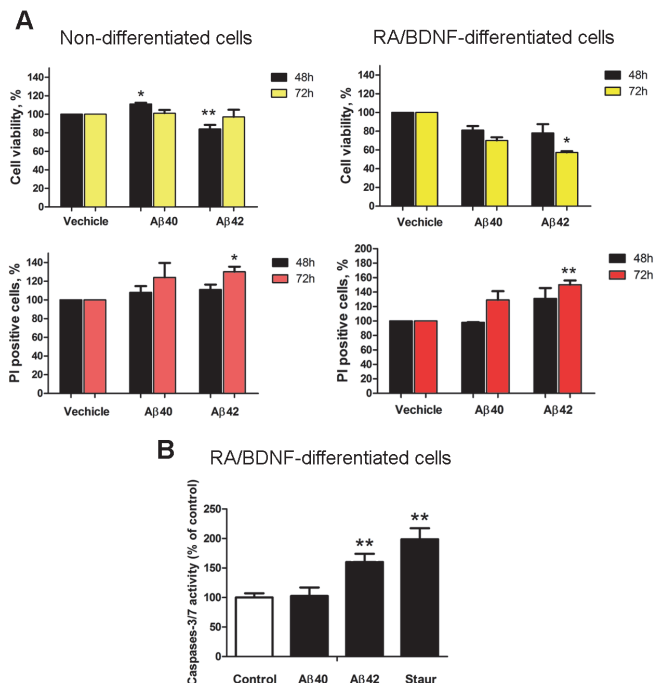 A
Non-differentiated cells
RA/BDNF-differentiated cells
Cell viability, %
140
120
100
80
60
40
20
0
*
**
48h
72h
Vechicle
Aβ40
Aβ42
Cell viability, %
140
120
100
80
60
40
20
0
*
48h
72h
Vechicle
Aβ40
Aβ42
PI positive cells, %
140
120
100
80
60
40
20
0
*
48h
72h
Vechicle
Aβ40
Aβ42
PI positive cells, %
200
180
160
140
120
100
80
60
40
20
0
**
48h
72h
Vechicle
Aβ40
Aβ42
B
RA/BDNF-differentiated cells
Caspases-3/7 activity (% of control)
250
200
150
100
50
0
**
**
Control
Aβ40
Aβ42
Staur